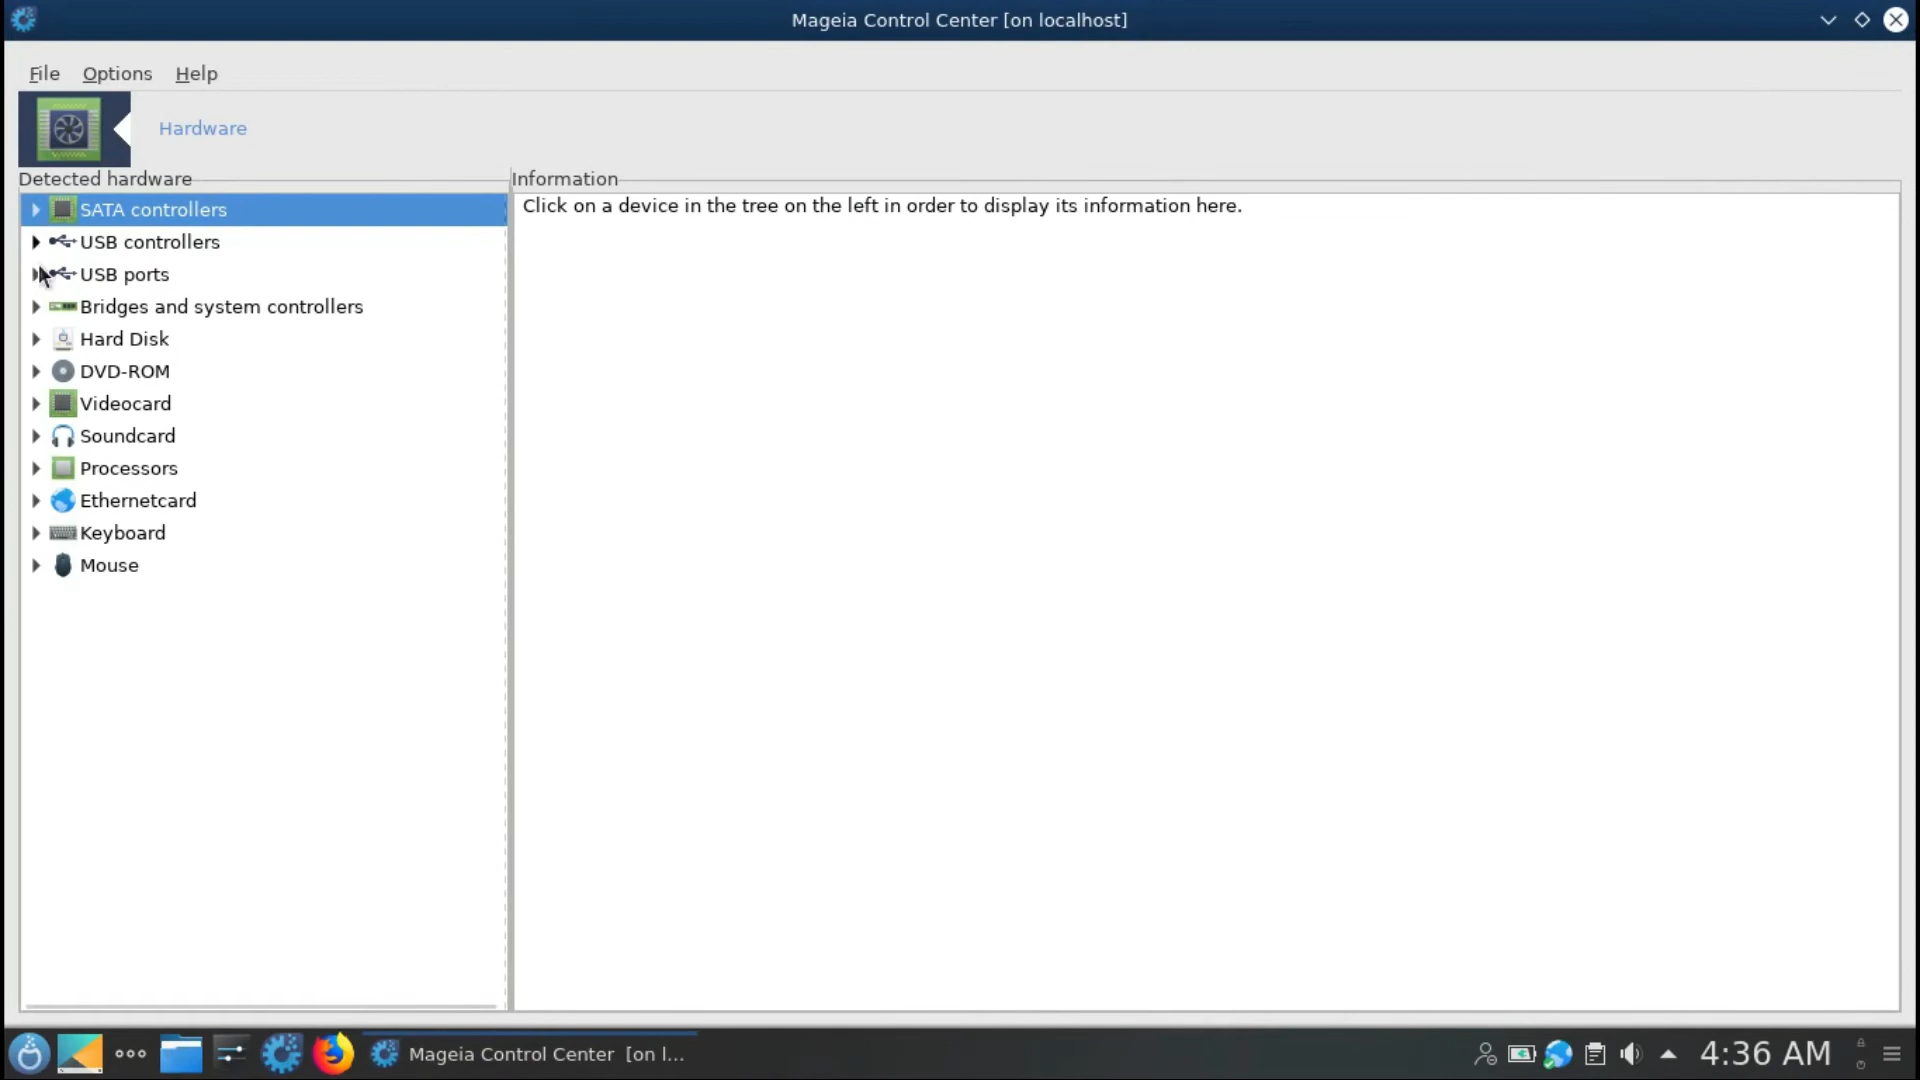 Mageia Control Center [on localhost]
File Options Help
Hardware
Detected hardware
Information
SATA controllers
Click on a device in the tree on the left in order to display its information here.
USB controllers
USB ports
Bridges and system controllers
Hard Disk
DVD-ROM
Videocard
Soundcard
Processors
Ethernetcard
Keyboard
Mouse
Mageia Control Center [on l...
4:36 AM